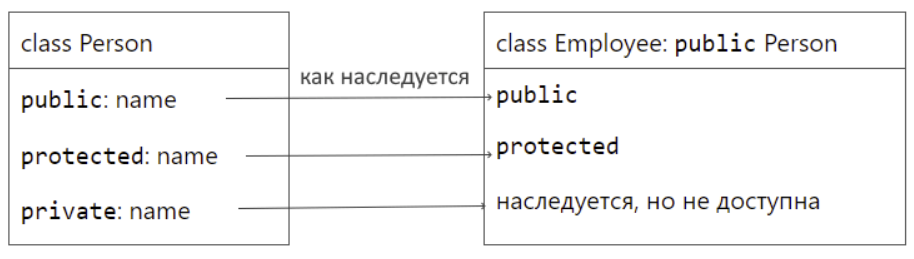 class Person
public: name
protected: name
private: name
как наследуется
class Employee: public Person
public
protected
наследуется, но не доступна